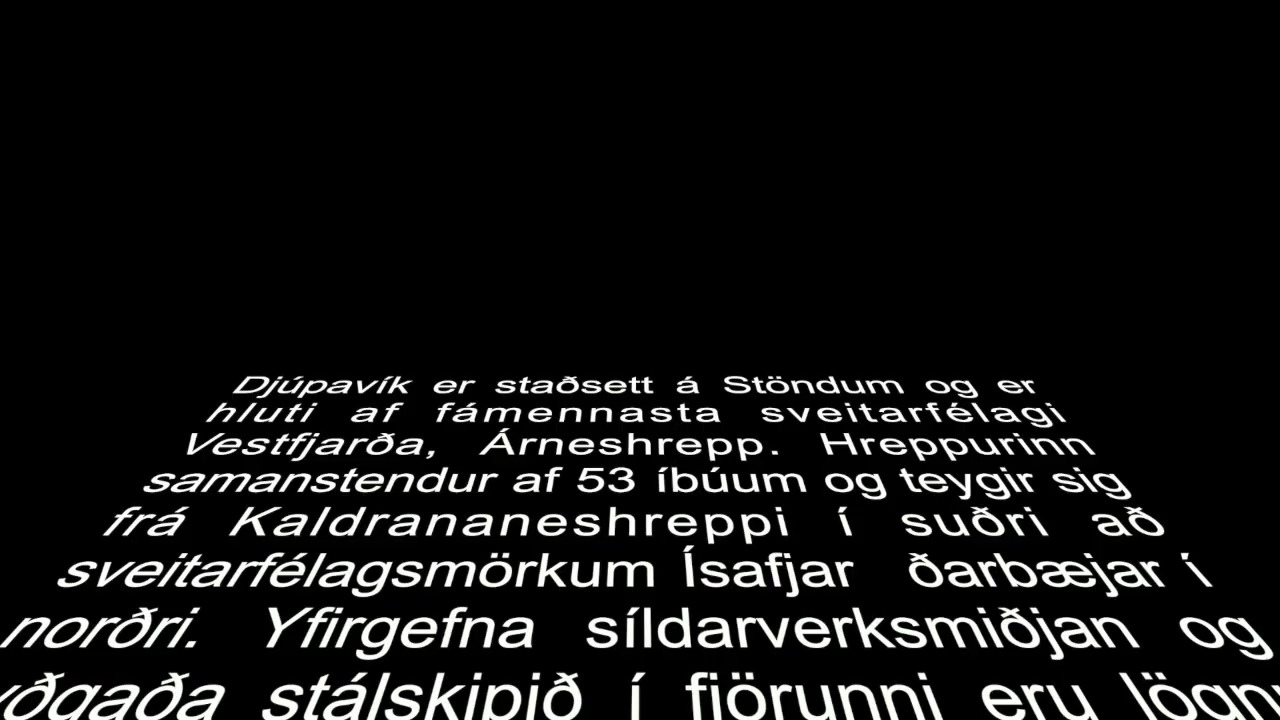 Djúpavík er staðsett á Stöndum og er
hluti af fámennasta sveitarfélagi
Vestfjarða, Árneshrepp. Hreppurinn
samanstendur af 53 íbúum og teygir sig
frá Kaldrananeshreppi í suðri að
sveitarfélagsmörkum Ísafjar ðarbæjar í
norðri. Yfirgefna síldarverksmiðjan og
stálskipið í fjörunni eru